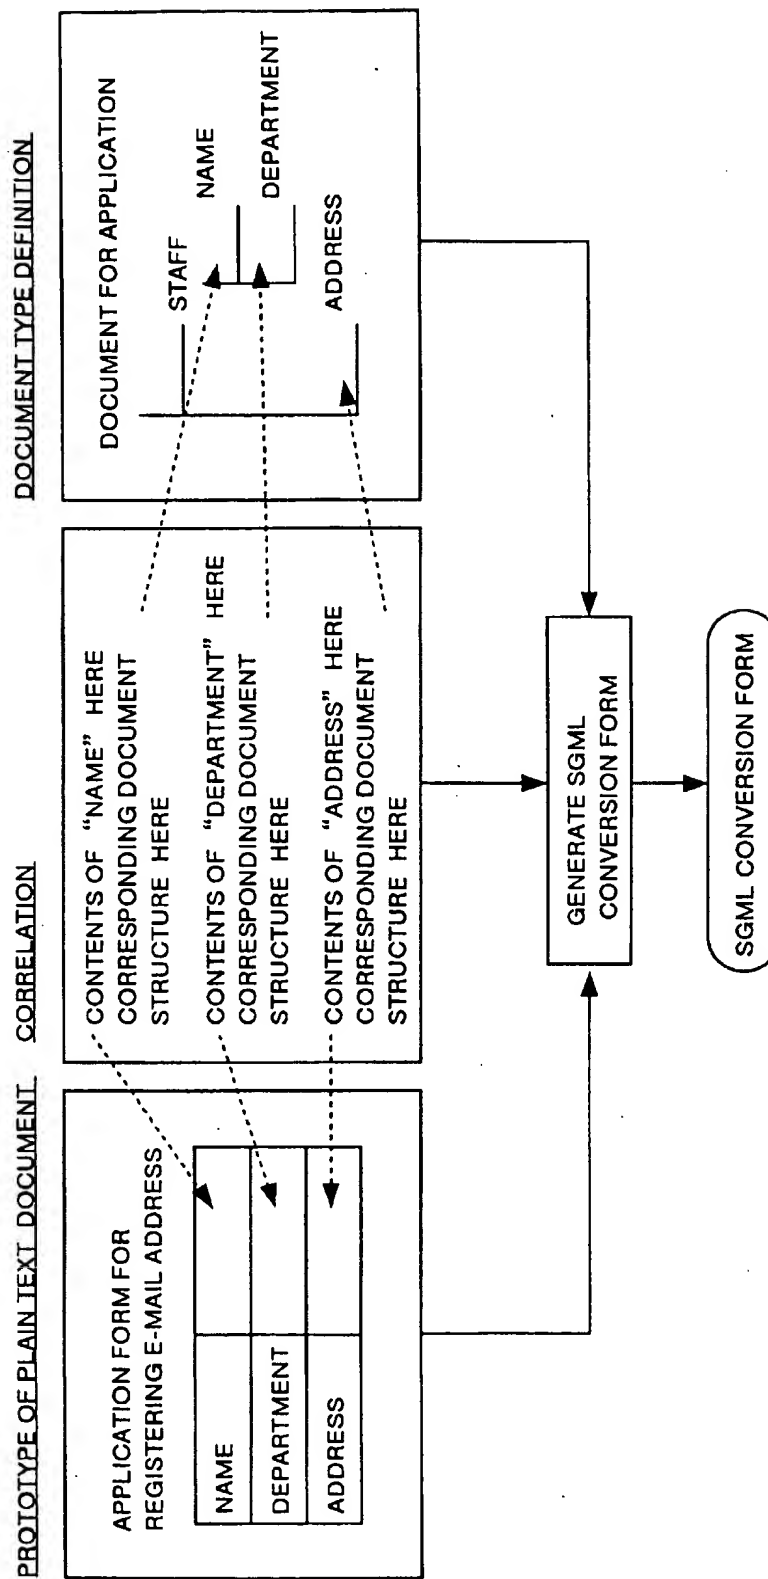 PROTOTYPE OF PLAIN TEXT DOCUMENT
APPLICATION FORM FOR
REGISTERING E-MAIL ADDRESS
NAME
DEPARTMENT
ADDRESS
CORRELATION
CONTENTS OF “NAME” HERE
CORRESPONDING DOCUMENT
STRUCTURE HERE
CONTENTS OF “DEPARTMENT” HERE
CORRESPONDING DOCUMENT
STRUCTURE HERE
CONTENTS OF “ADDRESS” HERE
CORRESPONDING DOCUMENT
STRUCTURE HERE
DOCUMENT TYPE DEFINITION
DOCUMENT FOR APPLICATION
STAFF
NAME
DEPARTMENT
ADDRESS
GENERATE SGML
CONVERSION FORM
SGML CONVERSION FORM